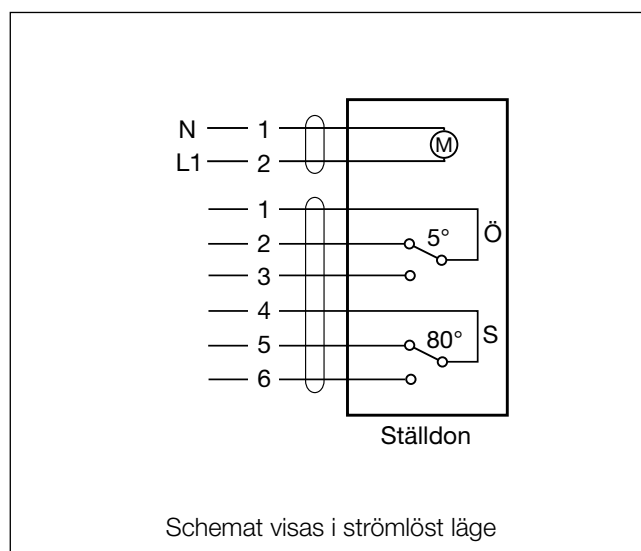 N 1
M
L1 2
1
2 5° Ö
3
4
5 80° S
6
Ställdon
Schemat visas i strömlöst läge